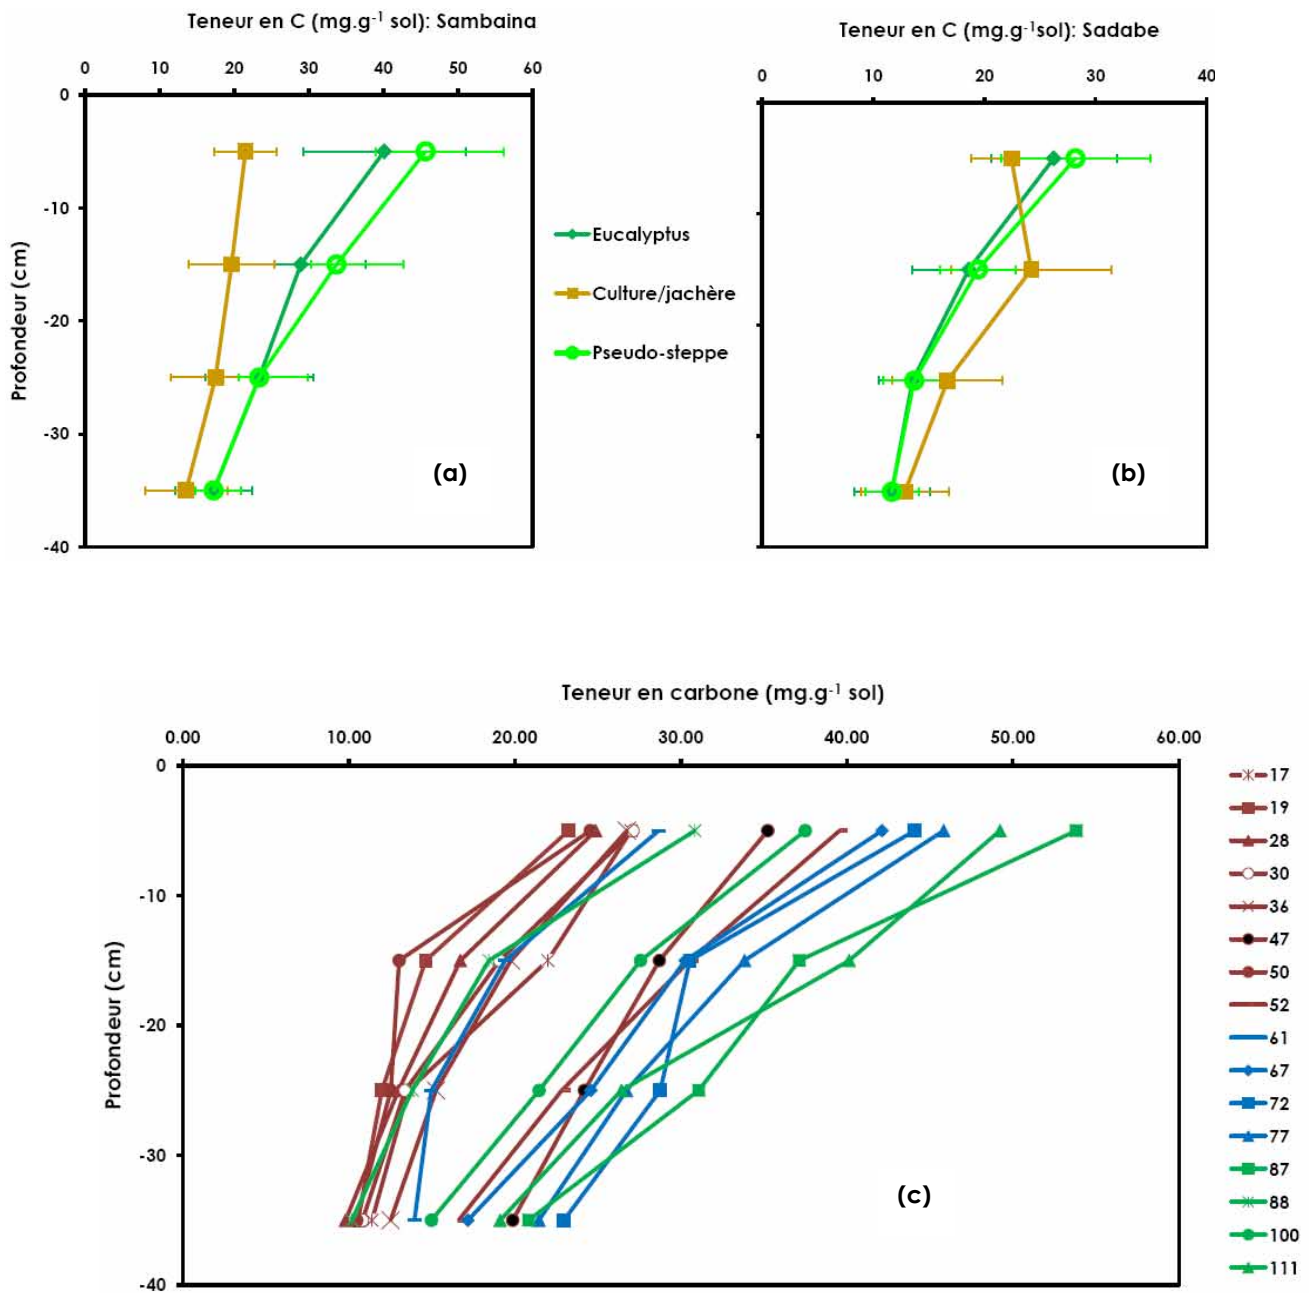 Teneur en C (mg.g-1 sol): Sambaina
0 10 20 30 40 50 60
0
-10
-20
-30
-40
Profondeur (cm)
(a)
Eucalyptus
Culture/jachère
Pseudo-steppe
Teneur en C (mg.g-1sol): Sadabe
0 10 20 30 40
(b)
Teneur en carbone (mg.g-1 sol)
0.00 10.00 20.00 30.00 40.00 50.00 60.00
0
-10
-20
-30
-40
Profondeur (cm)
(c)
17
19
28
30
36
47
50
52
61
67
72
77
87
88
100
111